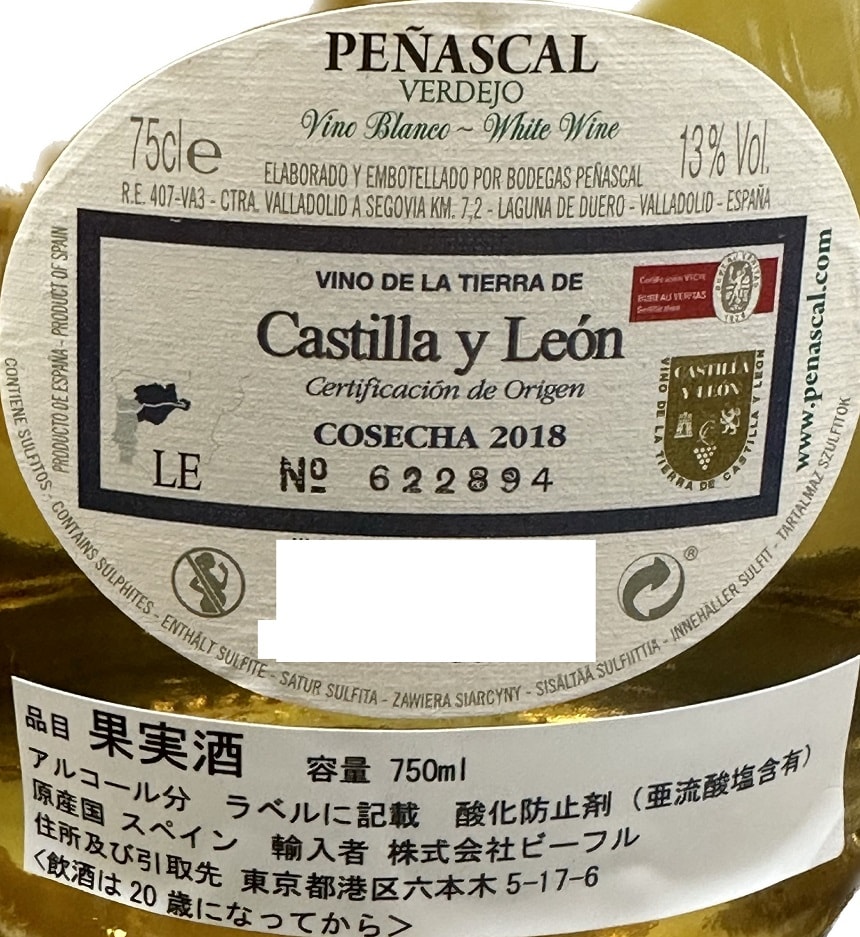 PEÑASCAL
VERDEJO
Vino Blanco ~ White Wine
75cl e
13% Vol.
ELABORADO Y EMBOTELLADO POR BODEGAS PEÑASCAL
R.E. 407-VA3 - CTRA. VALLADOLID A SEGOVIA KM. 7,2 - LAGUNA DE DUERO - VALLADOLID - ESPAÑA
PRODUCTO DE ESPAÑA - PRODUCT OF SPAIN
VINO DE LA TIERRA DE
Castilla y León
Certificación de Origen
COSECHA 2018
Nº 622894
LE
BUREAU VERITAS
Certification
BUREAU VERITAS
1828
CASTILLA
Y LEÓN
VINO DE LA TIERRA DE CASTILLA Y LEÓN
www.penascal.com
®
CONTIENE SULFITOS - CONTAINS SULPHITES - ENTHÄLT SULFITE - SATUR SULFITA - ZAWIERA SIARCYNY - SISÄLTÄÄ SULFIITTIA - INNEHÅLLER SULFIT - TARTALMAZ SZULFITOK
品目 果実酒 容量 750ml
アルコール分 ラベルに記載 酸化防止剤（亜流酸塩含有）
原産国 スペイン 輸入者 株式会社ビーフル
住所及び引取先 東京都港区六本木 5-17-6
<飲酒は 20 歳になってから>